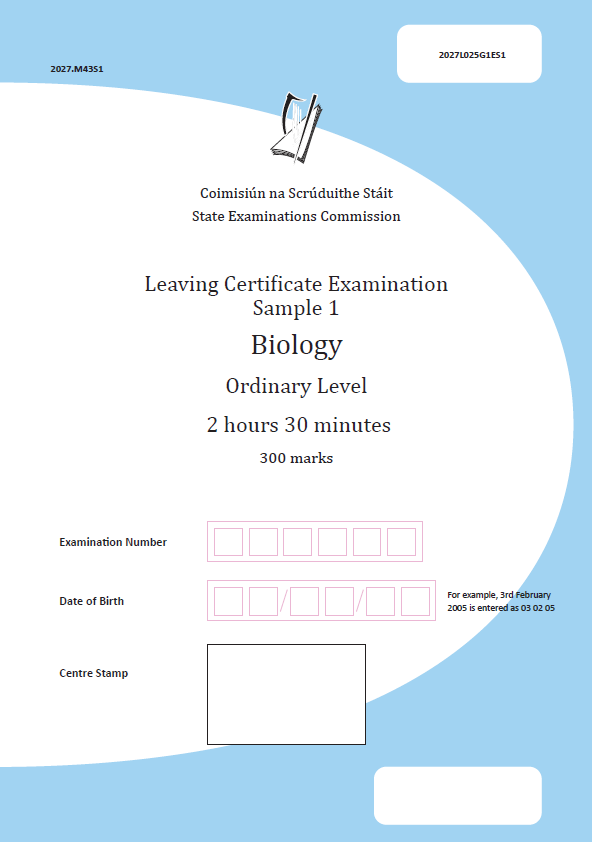 2027L025G1ES1
2027.M43S1
Coimisiún na Scrúduithe Stáit
State Examinations Commission
Leaving Certificate Examination
Sample 1
Biology
Ordinary Level
2 hours 30 minutes
300 marks
Examination Number
Date of Birth
/ /
For example, 3rd February
2005 is entered as 03 02 05
Centre Stamp